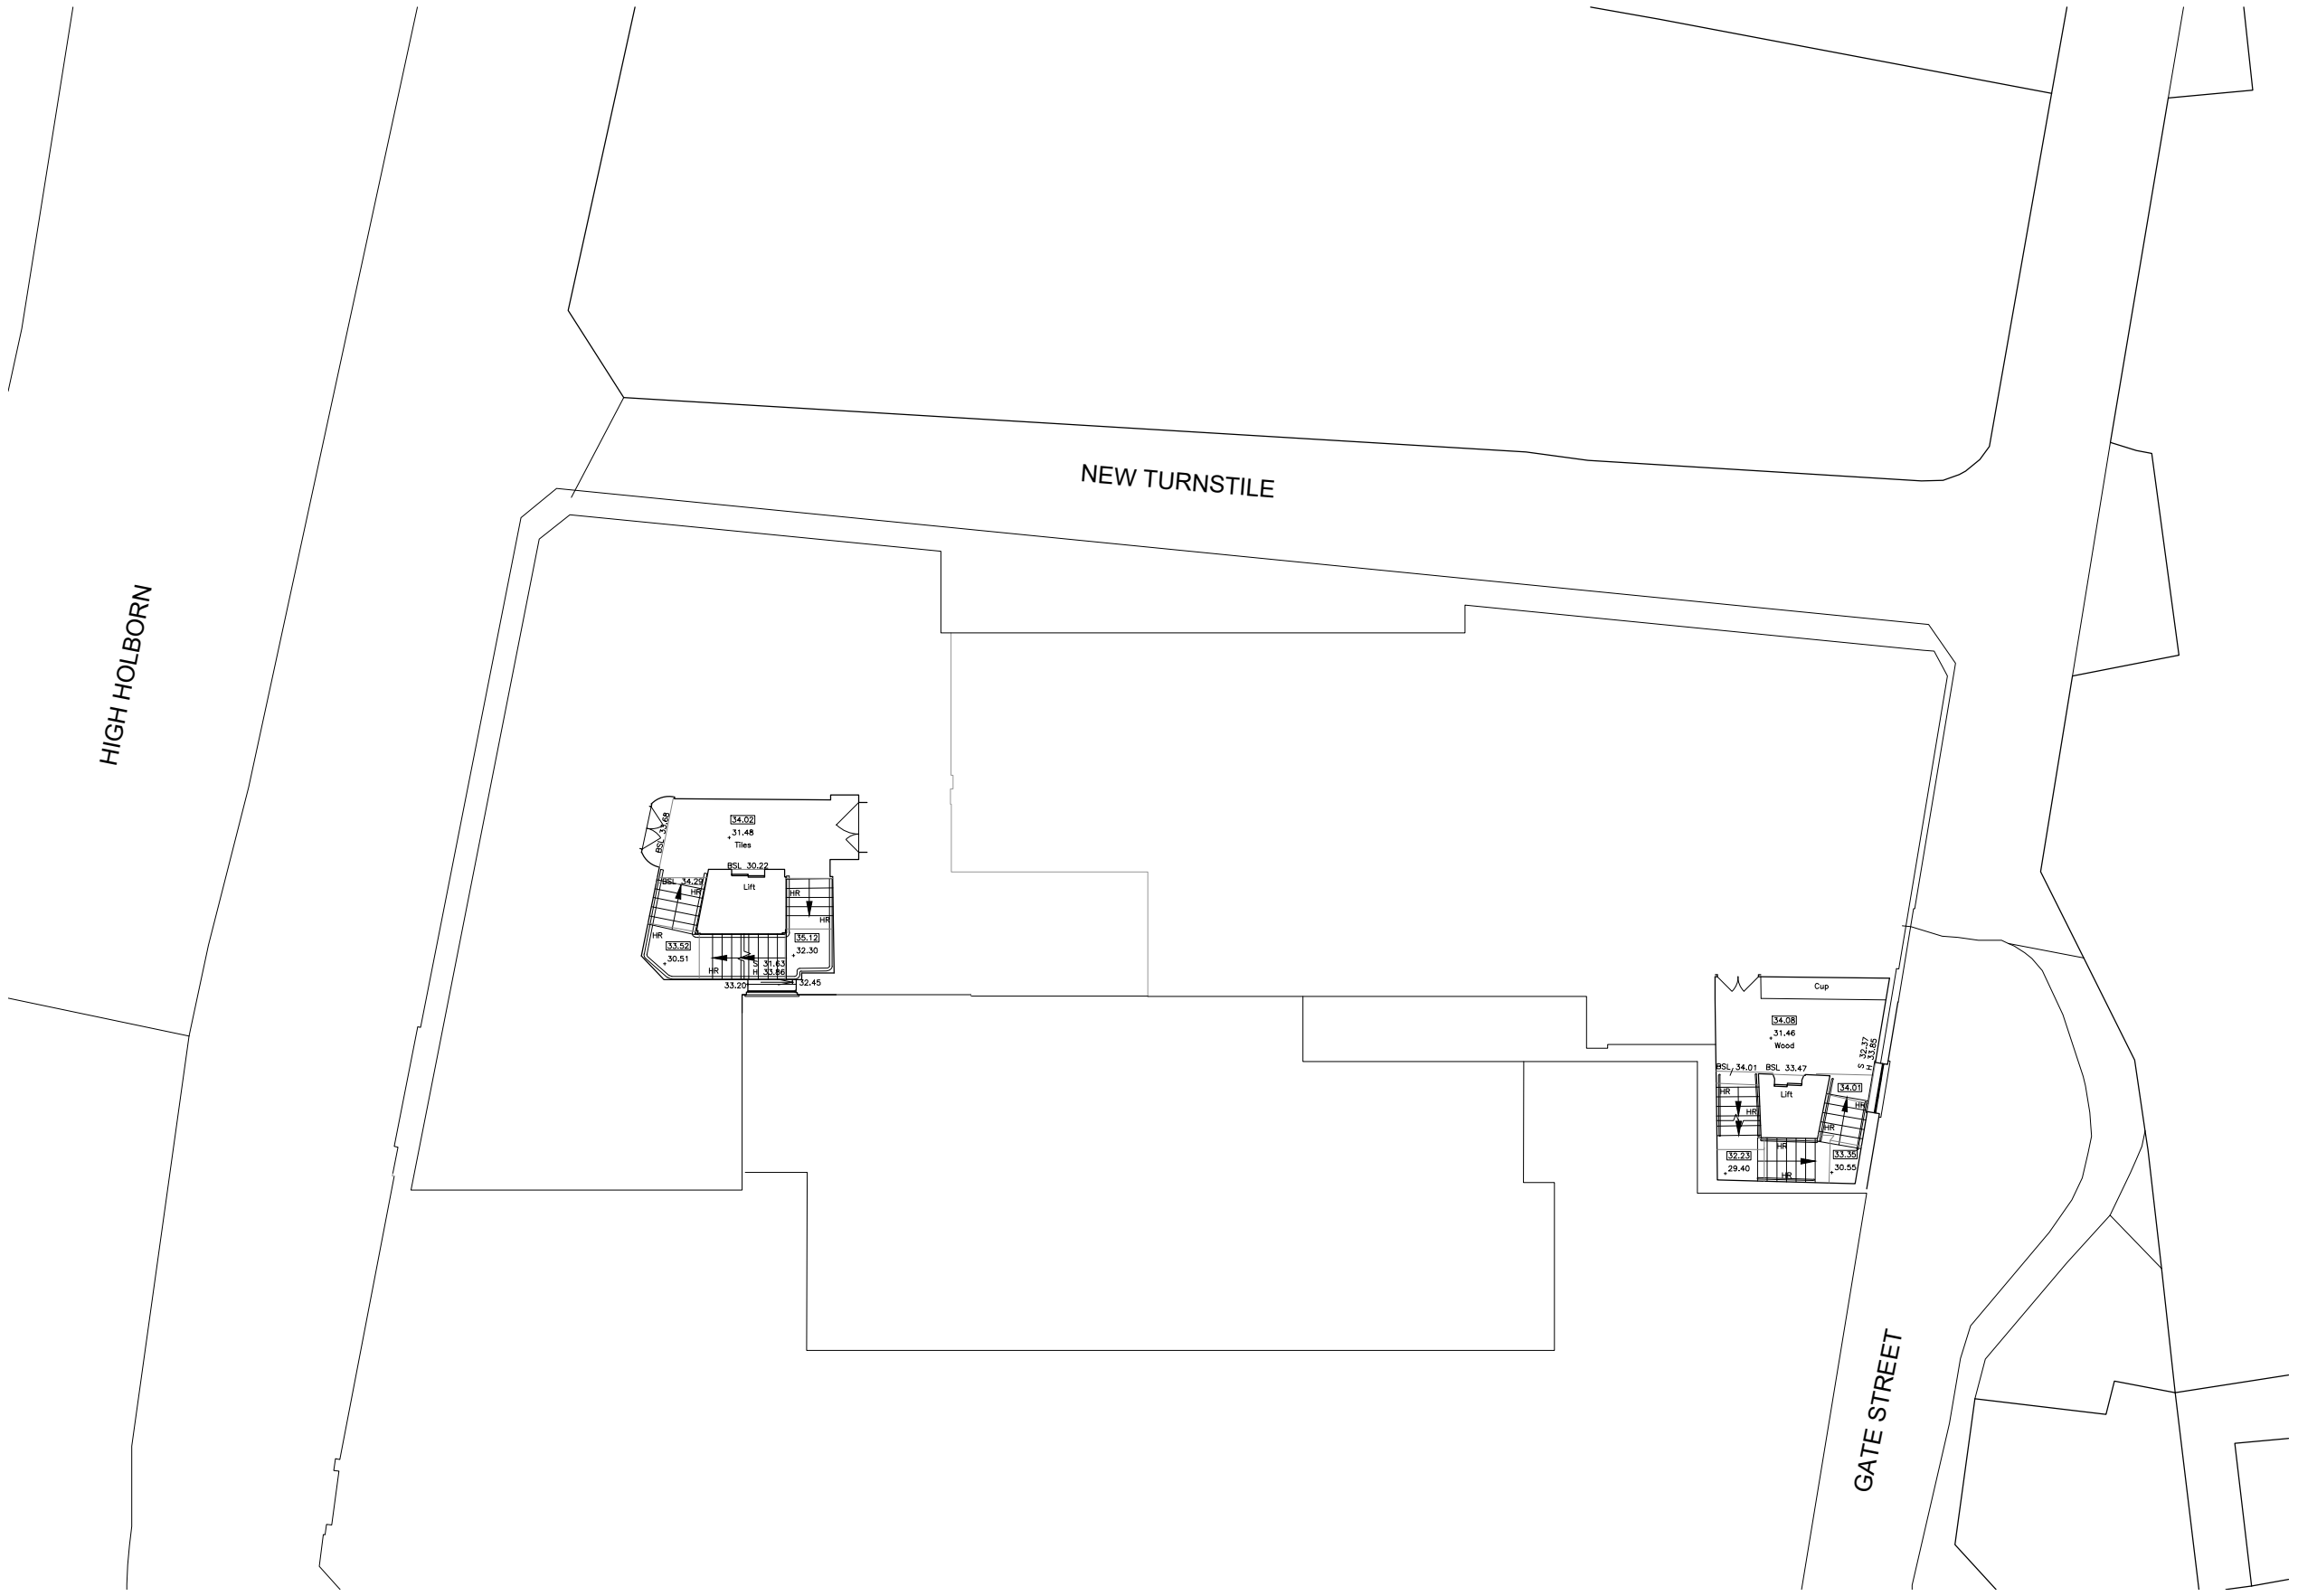 NEW TURNSTILE
HIGH HOLBORN
BSL 33.68
34.02
31.48
Tiles
BSL 30.22
BSL 34.29
Lift
HR
HR
HR
HR
33.52
30.51
35.12
32.30
S 31.63
H 33.86
HR
33.20
32.45
Cup
34.08
31.46
Wood
S 32.37
H 33.85
BSL 34.01
BSL 33.47
Lift
34.01
HR
HR
HR
HR
HR
32.23
29.40
33.35
30.55
HR
GATE STREET